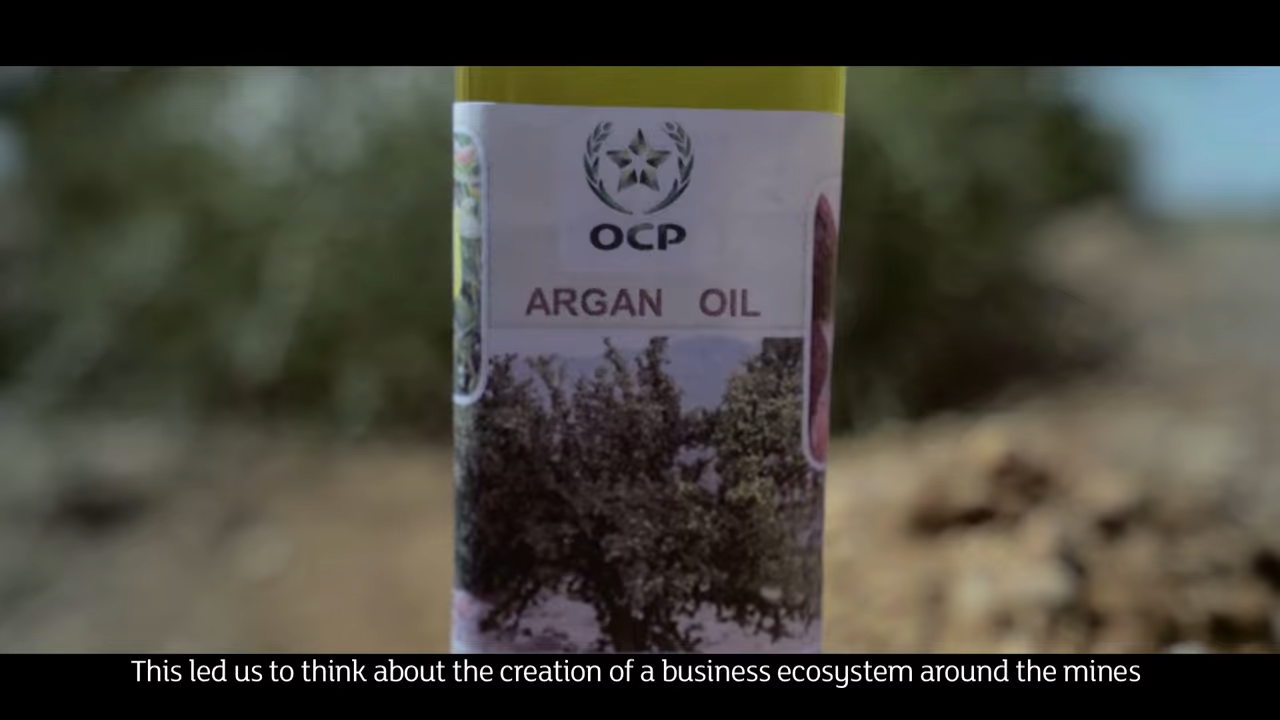 OCP
ARGAN OIL
This led us to think about the creation of a business ecosystem around the mines